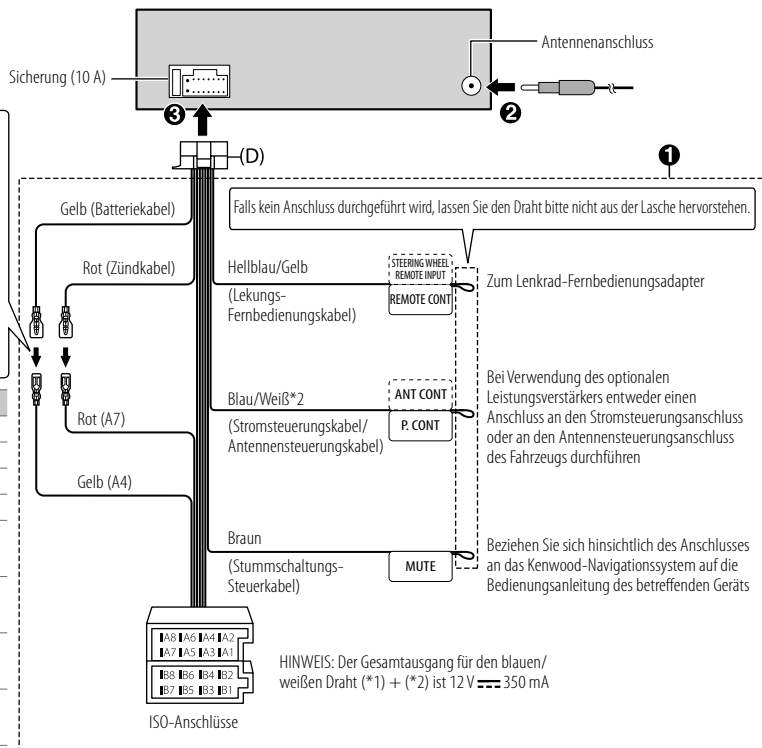 Antennenanschluss
Sicherung (10 A)
❸
❷
(D)
❶
Gelb (Batteriekabel)
Falls kein Anschluss durchgeführt wird, lassen Sie den Draht bitte nicht aus der Lasche hervorstehen.
Rot (Zündkabel)
Hellblau/Gelb
(Lekungs-
Fernbedienungskabel)
STEERING WHEEL
REMOTE INPUT
REMOTE CONT
Zum Lenkrad-Fernbedienungsadapter
Blau/Weiß*2
(Stromsteuerungskabel/
Antennensteuerungskabel)
ANT CONT
P. CONT
Bei Verwendung des optionalen
Leistungsverstärkers entweder einen
Anschluss an den Stromsteuerungsanschluss
oder an den Antennensteuerungsanschluss
des Fahrzeugs durchführen
Rot (A7)
Gelb (A4)
Braun
(Stummschaltungs-
Steuerkabel)
MUTE
Beziehen Sie sich hinsichtlich des Anschlusses
an das Kenwood-Navigationssystem auf die
Bedienungsanleitung des betreffenden Geräts
A8 A6 A4 A2
A7 A5 A3 A1
B8 B6 B4 B2
B7 B5 B3 B1
ISO-Anschlüsse
HINWEIS: Der Gesamtausgang für den blauen/
weißen Draht (*1) + (*2) ist 12 V ⎓ 350 mA